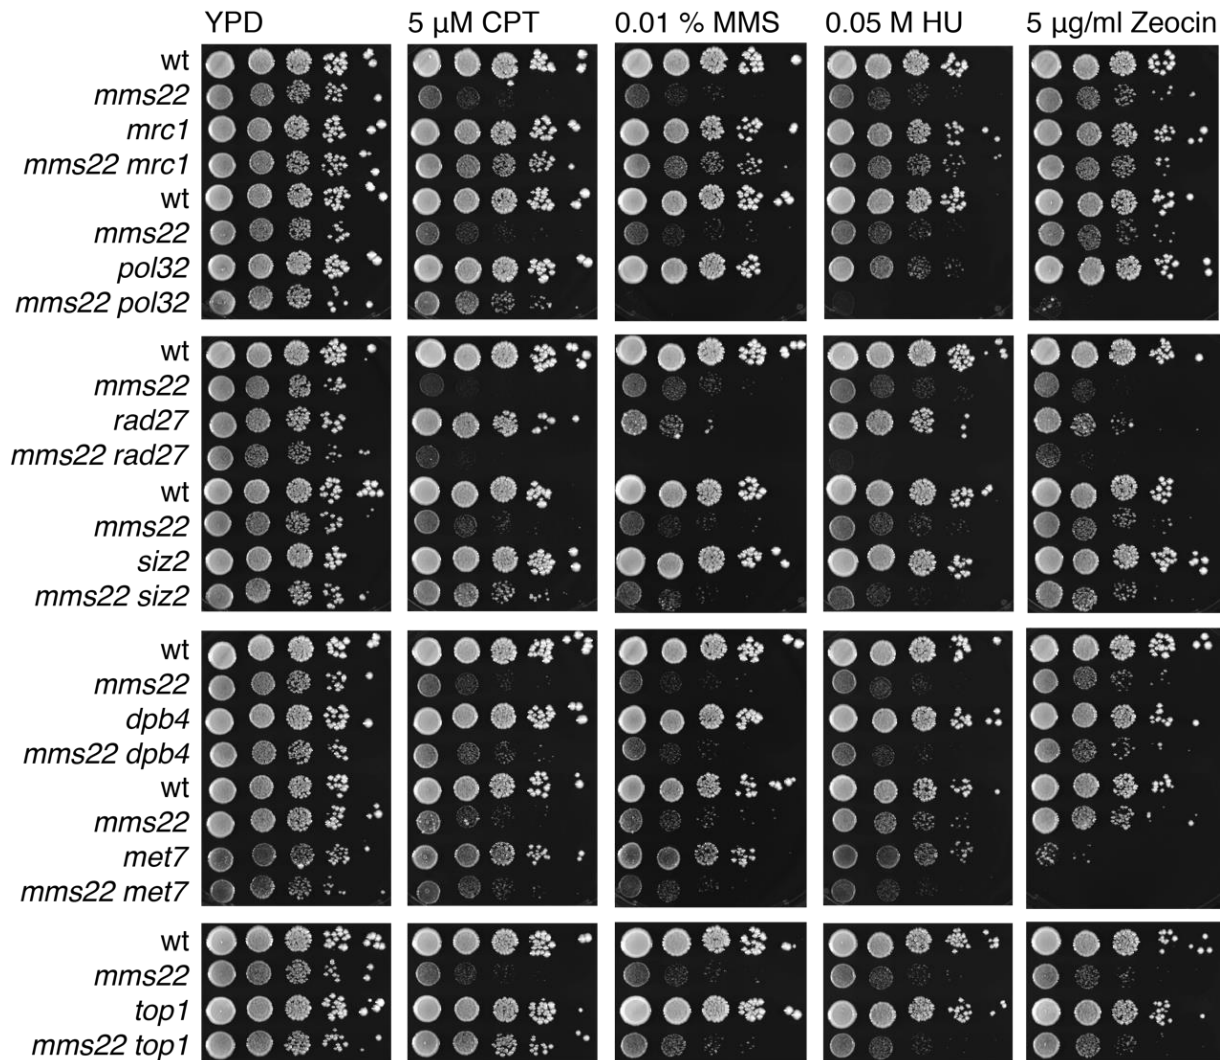 YPD 5 µM CPT 0.01 % MMS 0.05 M HU 5 µg/ml Zeocin
wt
mms22
mrc1
mms22 mrc1
wt
mms22
pol32
mms22 pol32
wt
mms22
rad27
mms22 rad27
wt
mms22
siz2
mms22 siz2
wt
mms22
dpb4
mms22 dpb4
wt
mms22
met7
mms22 met7
wt
mms22
top1
mms22 top1